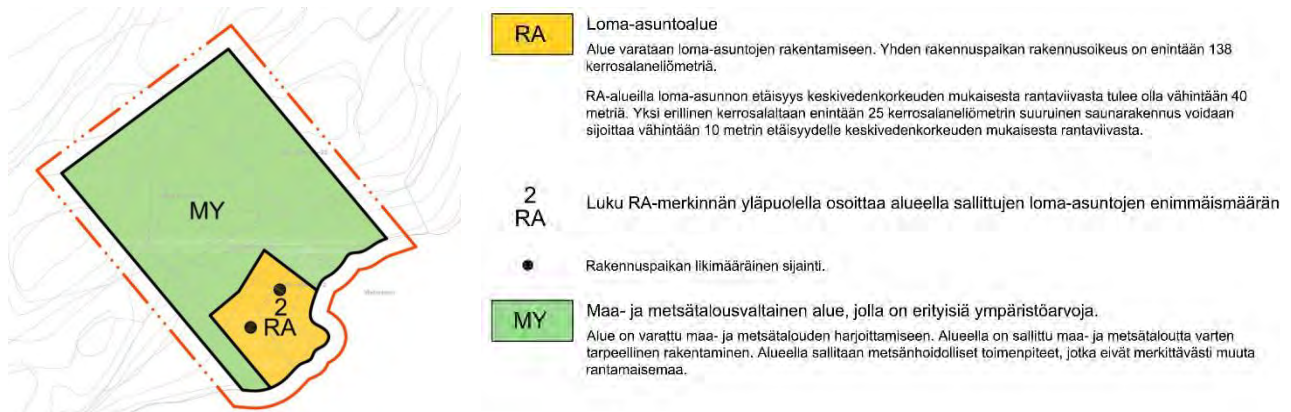 MY
2
RA
RA
Loma-asuntoalue
Alue varataan loma-asuntojen rakentamiseen. Yhden rakennuspaikan rakennusoikeus on enintään 138
kerrosalaneliömetriä.
RA-alueilla loma-asunnon etäisyys keskivedenkorkeuden mukaisesta rantaviivasta tulee olla vähintään 40
metriä. Yksi erillinen kerrosalaltaan enintään 25 kerrosalaneliömetrin suuruinen saunarakennus voidaan
sijoittaa vähintään 10 metrin etäisyydelle keskivedenkorkeuden mukaisesta rantaviivasta.
2
RA
Luku RA-merkinnän yläpuolella osoittaa alueella sallittujen loma-asuntojen enimmäismäärän
Rakennuspaikan likimääräinen sijainti.
MY
Maa- ja metsätalousvaltainen alue, jolla on erityisiä ympäristöarvoja.
Alue on varattu maa- ja metsätalouden harjoittamiseen. Alueella on sallittu maa- ja metsätaloutta varten
tarpeellinen rakentaminen. Alueella sallitaan metsänhoidolliset toimenpiteet, jotka eivät merkittävästi muuta
rantamaisemaa.